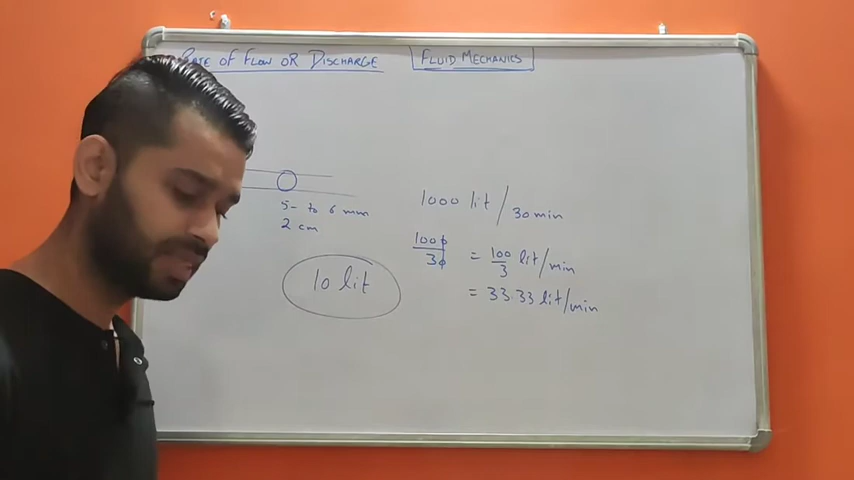 RATE OF FLOW OR DISCHARGE
FLUID MECHANICS
5- to 6 mm
2 cm
10 lit
1000 lit / 30 min
1000 / 30 = 100 / 3 lit/min
= 33.33 lit/min